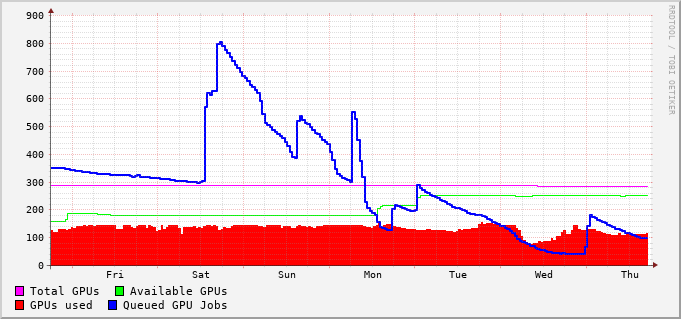 900
800
700
600
500
400
300
200
100
0
Fri Sat Sun Mon Tue Wed Thu
Total GPUs Available GPUs
GPUs used Queued GPU Jobs
RRDTOOL / TOBI OETIKER